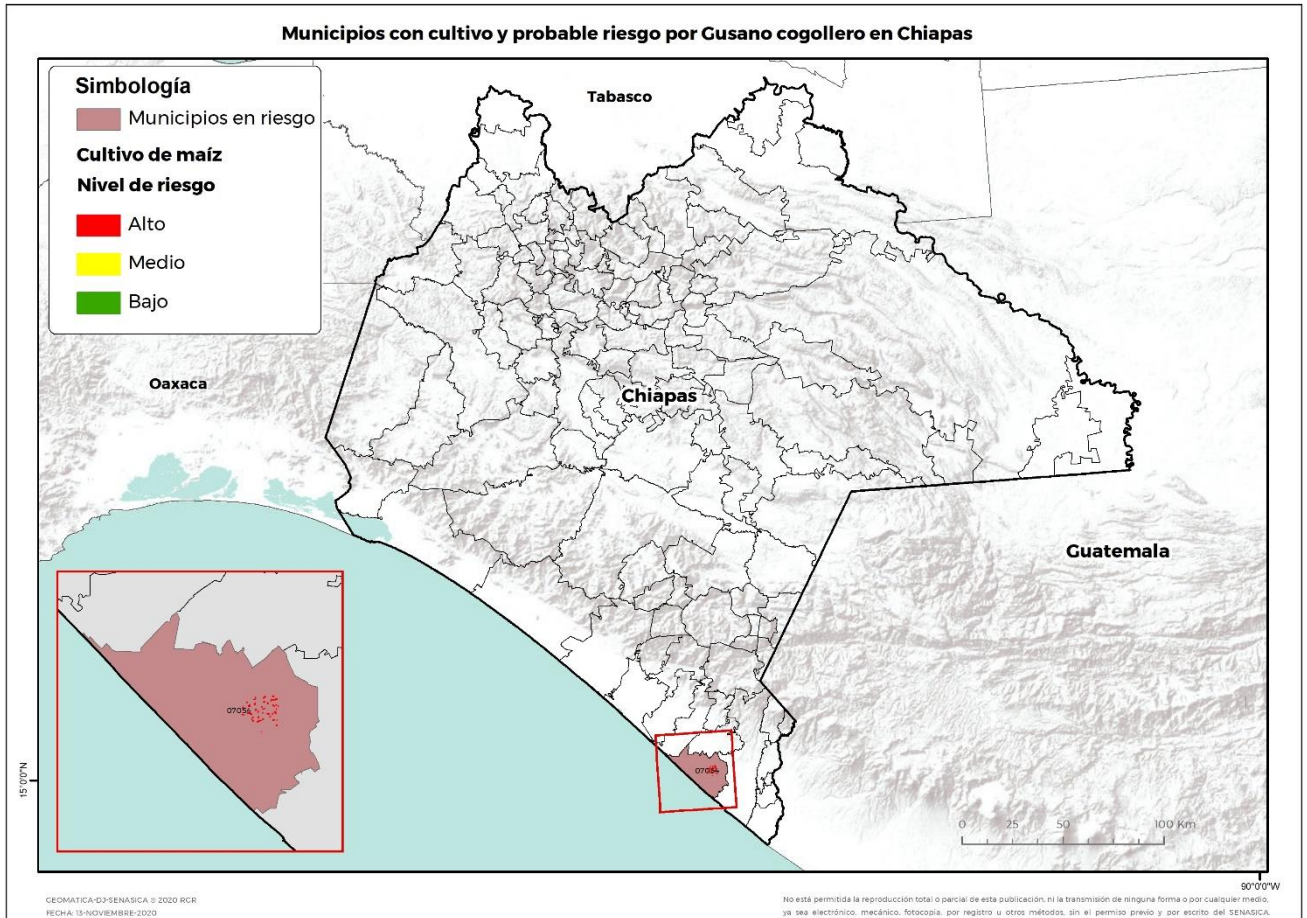 Municipios con cultivo y probable riesgo por Gusano cogollero en Chiapas
Simbología
Municipios en riesgo
Cultivo de maíz
Nivel de riesgo
Alto
Medio
Bajo
Tabasco
Oaxaca
Chiapas
Guatemala
15°0'0"N
0 25 50 100 Km
90°0'0"W
GEOMATICA-DJ-SENASICA © 2020 RCR
FECHA: 13-NOVIEMBRE-2020
No está permitida la reproducción total o parcial de esta publicación, ni la transmisión de ninguna forma o por cualquier medio,
ya sea electrónico, mecánico, fotocopia, por registro u otros métodos, sin el permiso previo y por escrito del SENASICA.